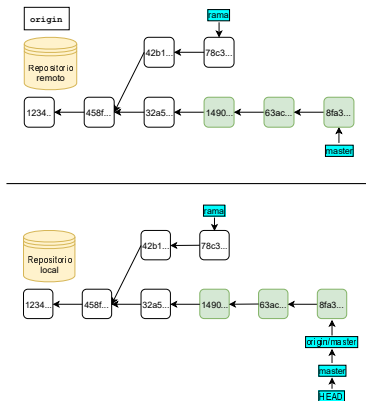 origin
rama
Repositorio
remoto
42b1... 78c3...
1234.. 458f... 32a5... 1490... 63ac... 8fa3...
master
rama
Repositorio
local
42b1... 78c3...
1234... 458f... 32a5... 1490... 63ac... 8fa3...
origin/master
master
HEAD